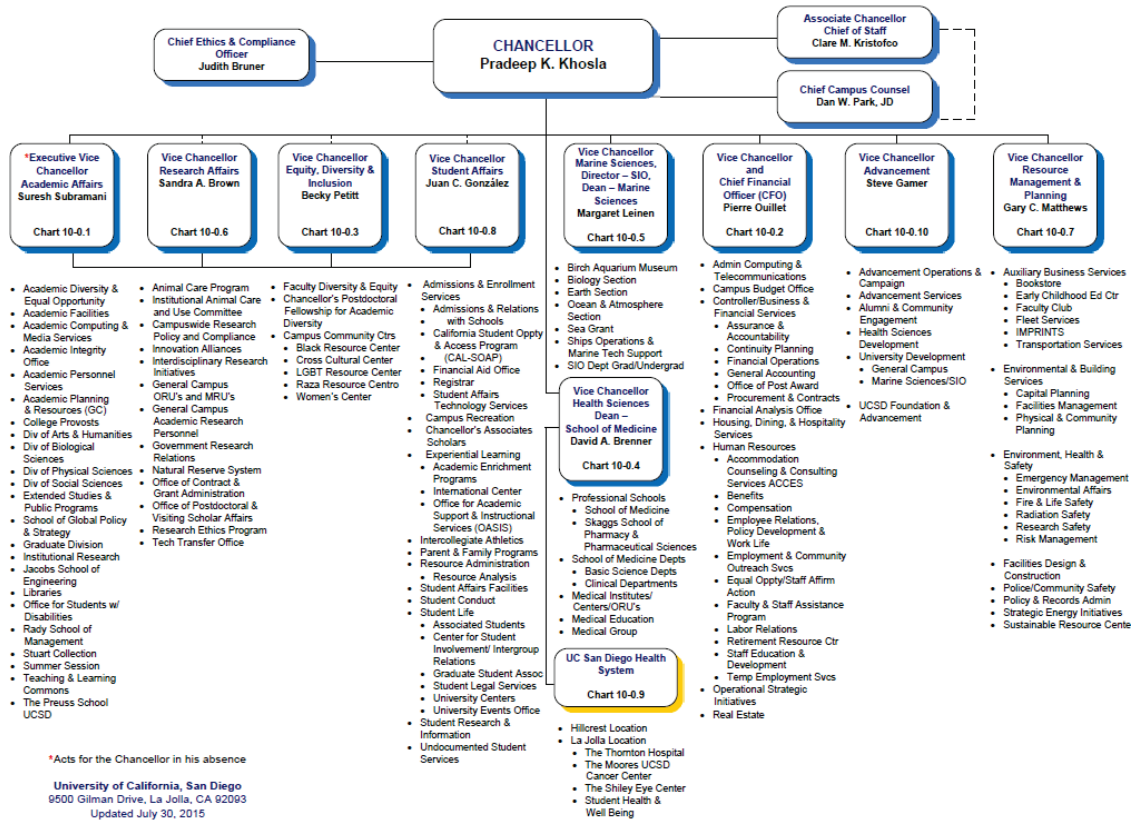 Chief Ethics & Compliance
Officer
Judith Bruner
CHANCELLOR
Pradeep K. Khosla
Associate Chancellor
Chief of Staff
Clare M. Kristofco
Chief Campus Counsel
Dan W. Park, JD
*Executive Vice
Chancellor
Academic Affairs
Suresh Subramani
Chart 10-0.1
Vice Chancellor
Research Affairs
Sandra A. Brown
Chart 10-0.6
Vice Chancellor
Equity, Diversity &
Inclusion
Becky Petitt
Chart 10-0.3
Vice Chancellor
Student Affairs
Juan C. González
Chart 10-0.8
Vice Chancellor
Marine Sciences,
Director – SIO,
Dean – Marine
Sciences
Margaret Leinen
Chart 10-0.5
Vice Chancellor
and
Chief Financial
Officer (CFO)
Pierre Ouillet
Chart 10-0.2
Vice Chancellor
Advancement
Steve Gamer
Chart 10-0.10
Vice Chancellor
Resource
Management &
Planning
Gary C. Matthews
Chart 10-0.7
• Academic Diversity &
Equal Opportunity
• Academic Facilities
• Academic Computing &
Media Services
• Academic Integrity
Office
• Academic Personnel
Services
• Academic Planning
& Resources (GC)
• College Provosts
• Div of Arts & Humanities
• Div of Biological
Sciences
• Div of Physical Sciences
• Div of Social Sciences
• Extended Studies &
Public Programs
• School of Global Policy
& Strategy
• Graduate Division
• Institutional Research
• Jacobs School of
Engineering
• Libraries
• Office for Students w/
Disabilities
• Rady School of
Management
• Stuart Collection
• Summer Session
• Teaching & Learning
Commons
• The Preuss School
UCSD
• Animal Care Program
• Institutional Animal Care
and Use Committee
• Campuswide Research
Policy and Compliance
• Innovation Alliances
• Interdisciplinary Research
Initiatives
• General Campus
ORU's and MRU's
• General Campus
Academic Research
Personnel
• Government Research
Relations
• Natural Reserve System
• Office of Contract &
Grant Administration
• Office of Postdoctoral &
Visiting Scholar Affairs
• Research Ethics Program
• Tech Transfer Office
• Faculty Diversity & Equity
• Chancellor's Postdoctoral
Fellowship for Academic
Diversity
• Campus Community Ctrs
• Black Resource Center
• Cross Cultural Center
• LGBT Resource Center
• Raza Resource Centro
• Women's Center
• Admissions & Enrollment
Services
• Admissions & Relations
with Schools
• California Student Oppty
& Access Program
(CAL-SOAP)
• Financial Aid Office
• Registrar
• Student Affairs
Technology Services
• Campus Recreation
• Chancellor's Associates
Scholars
• Experiential Learning
• Academic Enrichment
Programs
• International Center
• Office for Academic
Support & Instructional
Services (OASIS)
• Intercollegiate Athletics
• Parent & Family Programs
• Resource Administration
• Resource Analysis
• Student Affairs Facilities
• Student Conduct
• Student Life
• Associated Students
• Center for Student
Involvement/ Intergroup
Relations
• Graduate Student Assoc
• Student Legal Services
• University Centers
• University Events Office
• Student Research &
Information
• Undocumented Student
Services
• Birch Aquarium Museum
• Biology Section
• Earth Section
• Ocean & Atmosphere
Section
• Sea Grant
• Ships Operations &
Marine Tech Support
• SIO Dept Grad/Undergrad
Vice Chancellor
Health Sciences
Dean –
School of Medicine
David A. Brenner
Chart 10-0.4
• Professional Schools
• School of Medicine
• Skaggs School of
Pharmacy &
Pharmaceutical Sciences
• School of Medicine Depts
• Basic Science Depts
• Clinical Departments
• Medical Institutes/
Centers/ORU's
• Medical Education
• Medical Group
UC San Diego Health
System
Chart 10-0.9
• Hillcrest Location
• La Jolla Location
• The Thornton Hospital
• The Moores UCSD
Cancer Center
• The Shiley Eye Center
• Student Health &
Well Being
• Admin Computing &
Telecommunications
• Campus Budget Office
• Controller/Business &
Financial Services
• Assurance &
Accountability
• Continuity Planning
• Financial Operations
• General Accounting
• Office of Post Award
• Procurement & Contracts
• Financial Analysis Office
• Housing, Dining, & Hospitality
Services
• Human Resources
• Accommodation
Counseling & Consulting
Services ACCES
• Benefits
• Compensation
• Employee Relations,
Policy Development &
Work Life
• Employment & Community
Outreach Svcs
• Equal Oppty/Staff Affirm
Action
• Faculty & Staff Assistance
Program
• Labor Relations
• Retirement Resource Ctr
• Staff Education &
Development
• Temp Employment Svcs
• Operational Strategic
Initiatives
• Real Estate
• Advancement Operations &
Campaign
• Advancement Services
• Alumni & Community
Engagement
• Health Sciences
Development
• University Development
• General Campus
• Marine Sciences/SIO
• UCSD Foundation &
Advancement
• Auxiliary Business Services
• Bookstore
• Early Childhood Ed Ctr
• Faculty Club
• Fleet Services
• IMPRINTS
• Transportation Services
• Environmental & Building
Services
• Capital Planning
• Facilities Management
• Physical & Community
Planning
• Environment, Health &
Safety
• Emergency Management
• Environmental Affairs
• Fire & Life Safety
• Radiation Safety
• Research Safety
• Risk Management
• Facilities Design &
Construction
• Police/Community Safety
• Policy & Records Admin
• Strategic Energy Initiatives
• Sustainable Resource Cente
*Acts for the Chancellor in his absence
University of California, San Diego
9500 Gilman Drive, La Jolla, CA 92093
Updated July 30, 2015